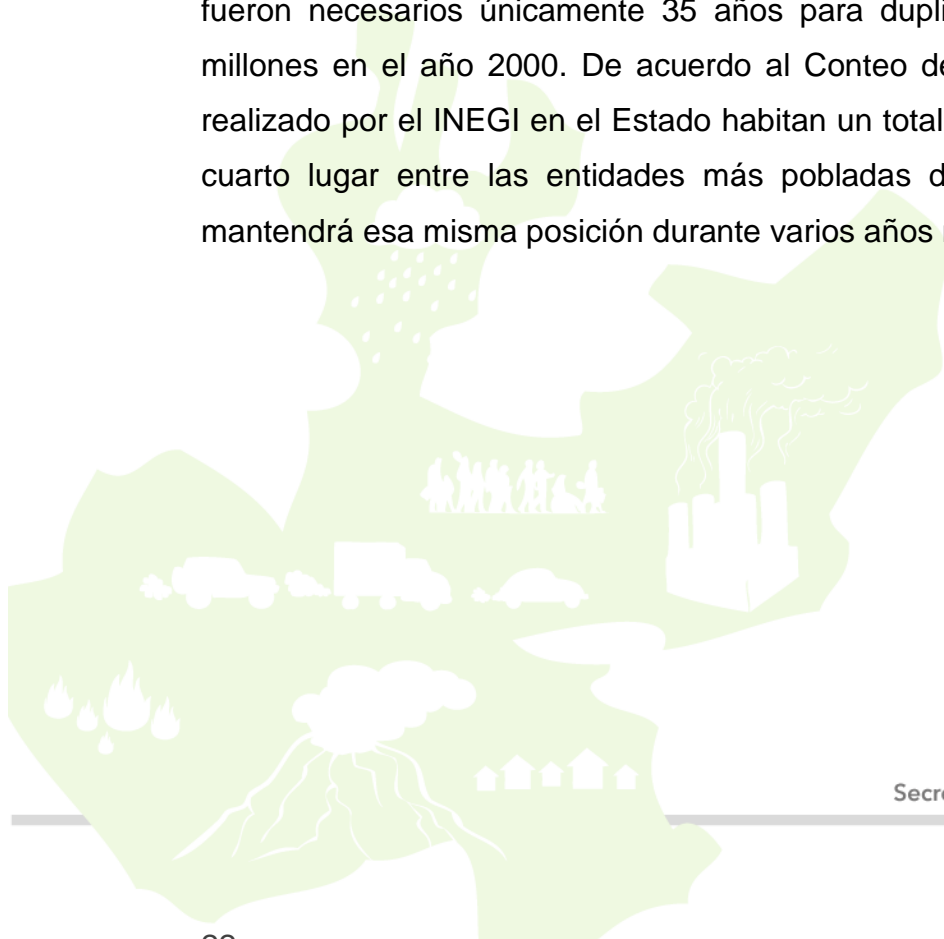 fueron necesarios únicamente 35 años para dupli
millones en el año 2000. De acuerdo al Conteo de
realizado por el INEGI en el Estado habitan un total
cuarto lugar entre las entidades más pobladas d
mantendrá esa misma posición durante varios años
Secre